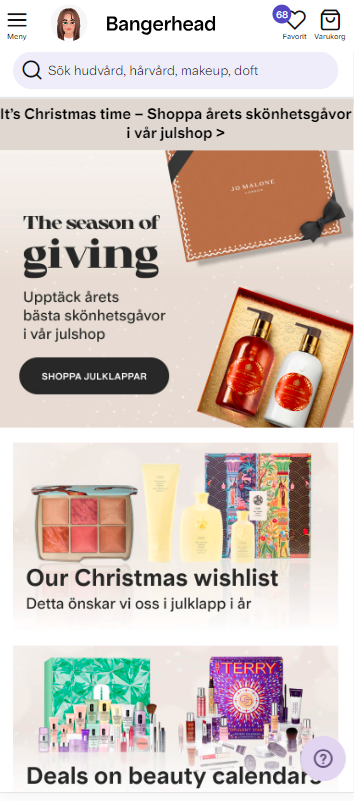 68
Meny
Bangerhead
Favorit
Varukorg
Sök hudvård, hårvård, makeup, doft
It's Christmas time – Shoppa årets skönhetsgåvor
i vår julshop >
JO MALONE
LONDON
The season of
giving
Upptäck årets
bästa skönhetsgåvor
i vår julshop
SHOPPA JULKLAPPAR
Our Christmas wishlist
Detta önskar vi oss i julklapp i år
BY TERRY
Deals on beauty calendars
?